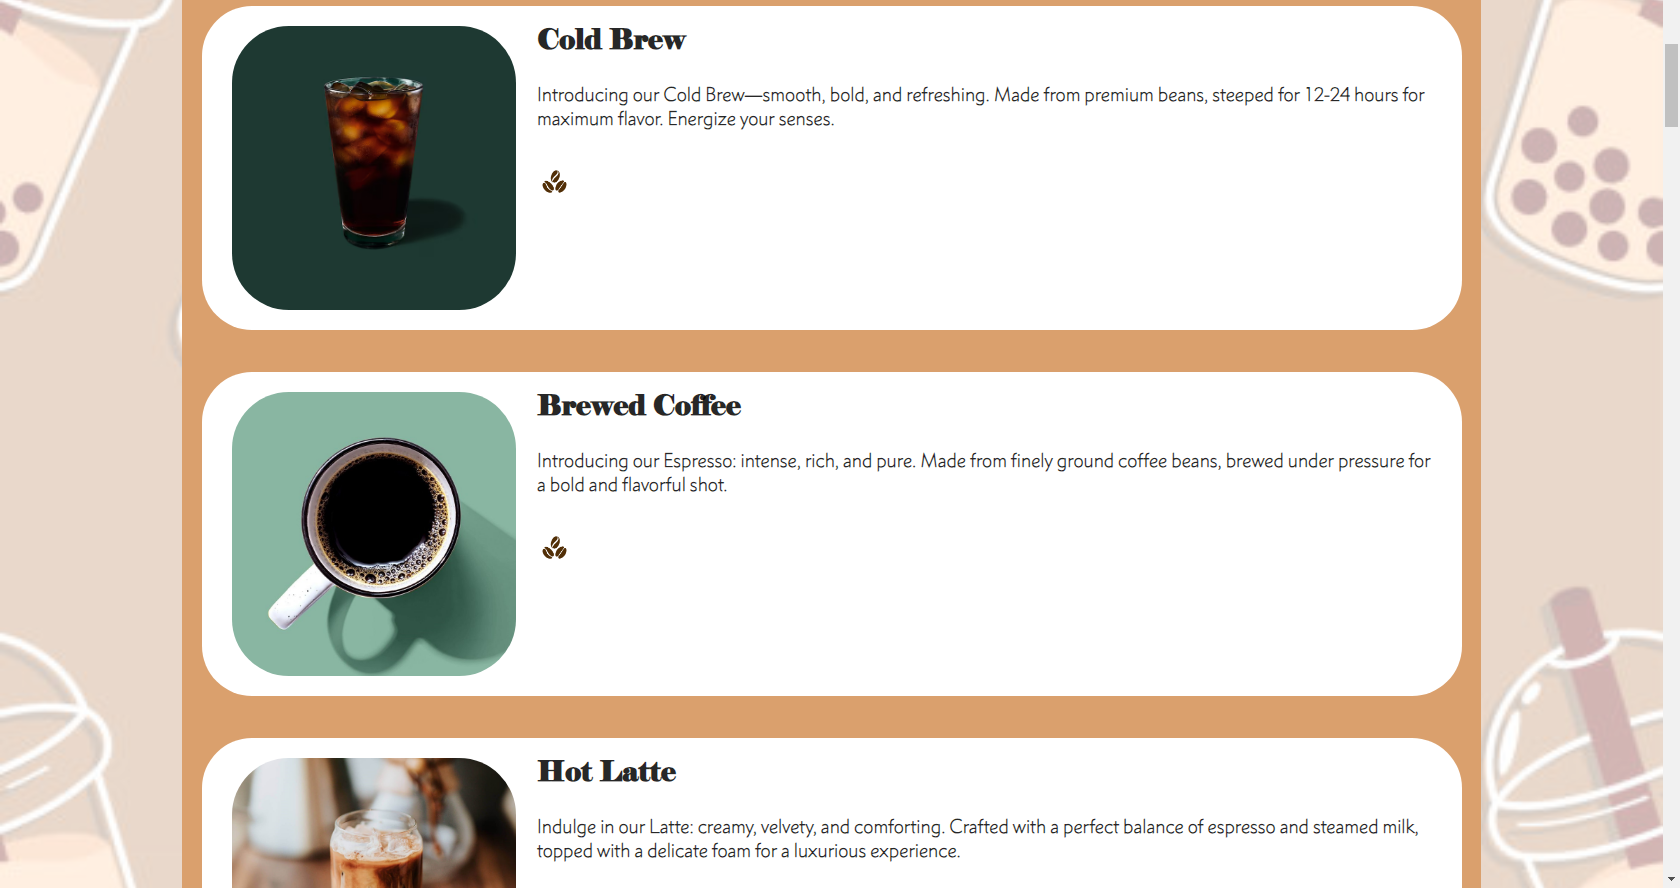 Cold Brew
Introducing our Cold Brew—smooth, bold, and refreshing. Made from premium beans, steeped for 12-24 hours for
maximum flavor. Energize your senses.
Brewed Coffee
Introducing our Espresso: intense, rich, and pure. Made from finely ground coffee beans, brewed under pressure for
a bold and flavorful shot.
Hot Latte
Indulge in our Latte: creamy, velvety, and comforting. Crafted with a perfect balance of espresso and steamed milk,
topped with a delicate foam for a luxurious experience.